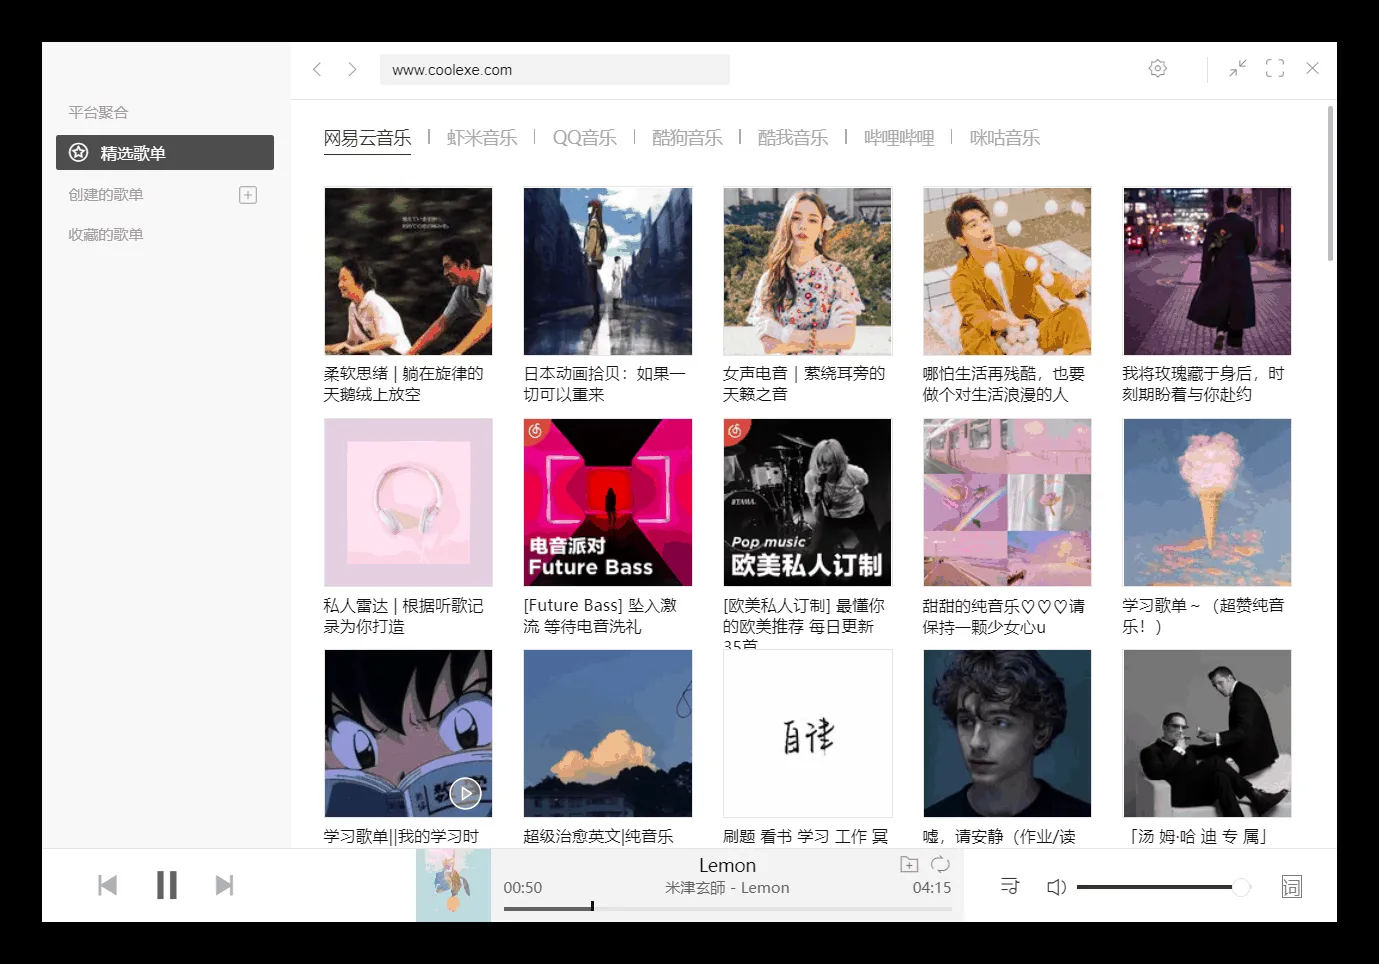 www.coolexe.com
平台聚合
精选歌单
创建的歌单
收藏的歌单
网易云音乐 | 虾米音乐 | QQ音乐 | 酷狗音乐 | 酷我音乐 | 哔哩哔哩 | 咪咕音乐
柔软思绪 | 躺在旋律的
天鹅绒上放空
日本动画拾贝：如果一
切可以重来
女声电音 | 萦绕耳旁的
天籁之音
哪怕生活再残酷，也要
做个对生活浪漫的人
我将玫瑰藏于身后，时
刻期盼着与你赴约
私人雷达 | 根据听歌记
录为你打造
电音派对
Future Bass
[Future Bass] 坠入激
流 等待电音洗礼
TAMA
Pop music
欧美私人订制
[欧美私人订制] 最懂你
的欧美推荐 每日更新
35首
甜甜的纯音乐♡♡♡请
保持一颗少女心u
学习歌单～（超赞纯音
乐！）
学习歌单||我的学习时
超级治愈英文|纯音乐
自律
刷题 看书 学习 工作 冥
嘘，请安静（作业/读
「汤 姆·哈 迪 专 属」
Lemon
00:50
米津玄師 - Lemon
04:15
词